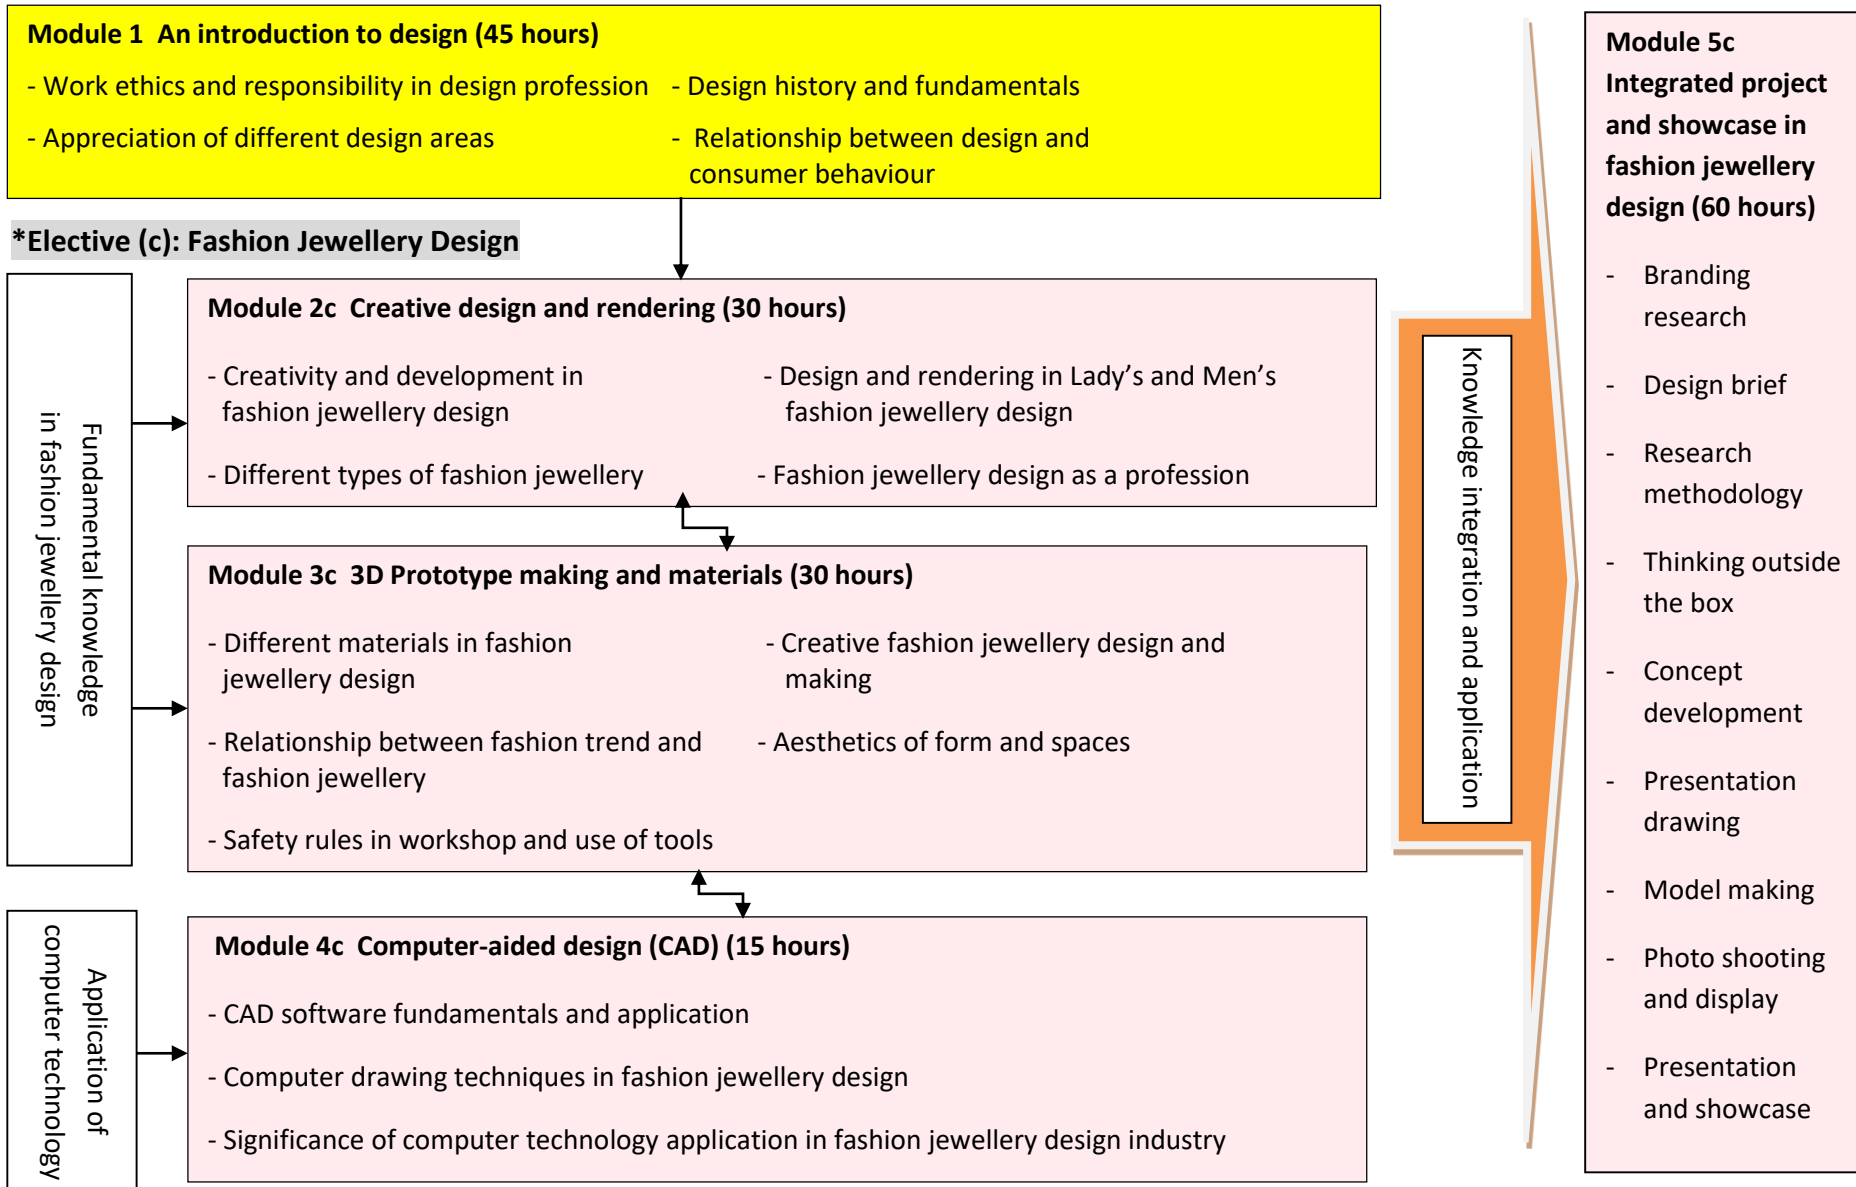 Module 1  An introduction to design (45 hours)
- Work ethics and responsibility in design profession
- Design history and fundamentals
- Appreciation of different design areas
- Relationship between design and
consumer behaviour
*Elective (c): Fashion Jewellery Design
Fundamental knowledge
in fashion jewellery design
Module 2c  Creative design and rendering (30 hours)
- Creativity and development in
fashion jewellery design
- Design and rendering in Lady’s and Men’s
fashion jewellery design
- Different types of fashion jewellery
- Fashion jewellery design as a profession
Module 3c  3D Prototype making and materials (30 hours)
- Different materials in fashion
jewellery design
- Creative fashion jewellery design and
making
- Relationship between fashion trend and
fashion jewellery
- Aesthetics of form and spaces
- Safety rules in workshop and use of tools
Application of
computer technology
Module 4c  Computer-aided design (CAD) (15 hours)
- CAD software fundamentals and application
- Computer drawing techniques in fashion jewellery design
- Significance of computer technology application in fashion jewellery design industry
Knowledge integration and application
Module 5c
Integrated project
and showcase in
fashion jewellery
design (60 hours)
- Branding
research
- Design brief
- Research
methodology
- Thinking outside
the box
- Concept
development
- Presentation
drawing
- Model making
- Photo shooting
and display
- Presentation
and showcase